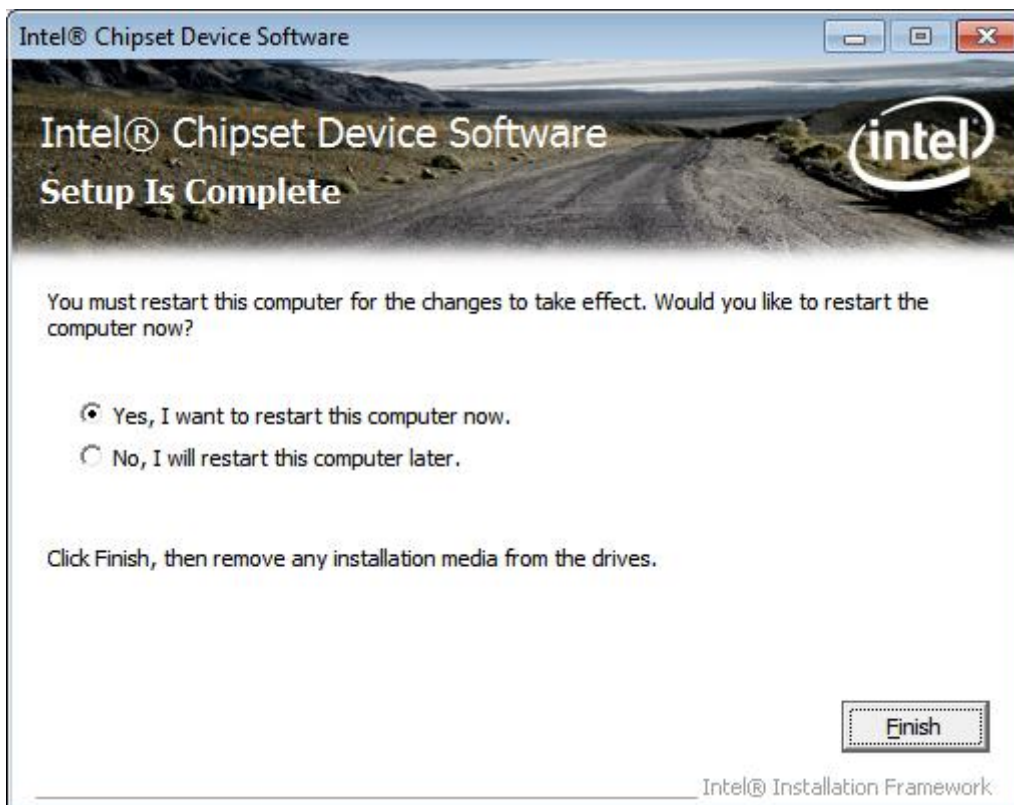 Intel® Chipset Device Software
Intel® Chipset Device Software
intel
Setup Is Complete
You must restart this computer for the changes to take effect. Would you like to restart the
computer now?
Yes, I want to restart this computer now.
No, I will restart this computer later.
Click Finish, then remove any installation media from the drives.
Finish
Intel® Installation Framework